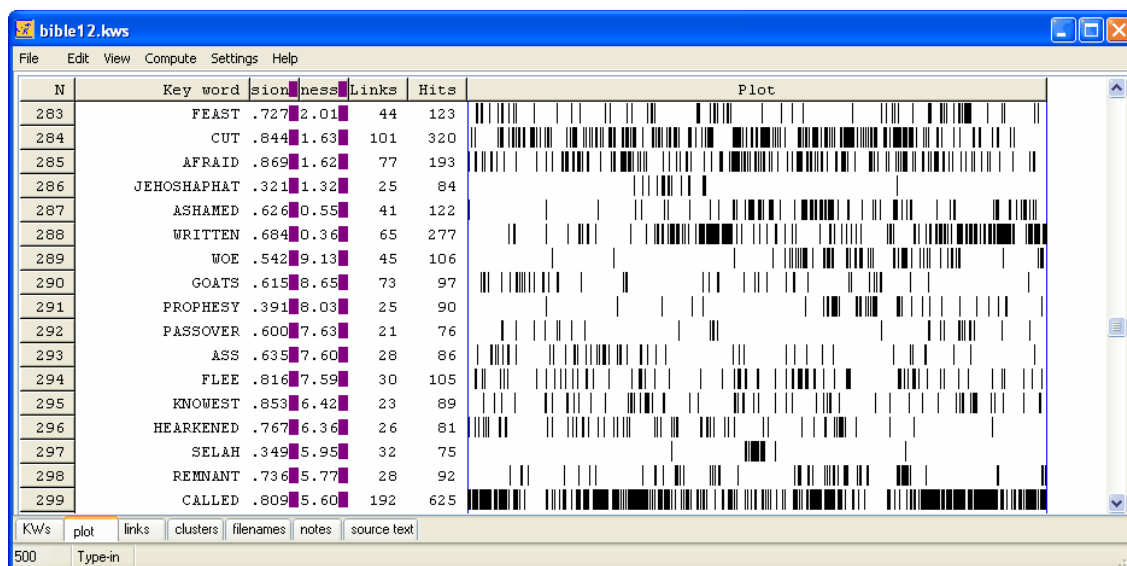 bible12.kws
File Edit View Compute Settings Help
N Key word sion ness Links Hits Plot
283 FEAST .727 2.01 44 123
284 CUT .844 1.63 101 320
285 AFRAID .869 1.62 77 193
286 JEHOSHAPHAT .321 1.32 25 84
287 ASHAMED .626 0.55 41 122
288 WRITTEN .684 0.36 65 277
289 WOE .542 9.13 45 106
290 GOATS .615 8.65 73 97
291 PROPHESY .391 8.03 25 90
292 PASSOVER .600 7.63 21 76
293 ASS .635 7.60 28 86
294 FLEE .816 7.59 30 105
295 KNOWEST .853 6.42 23 89
296 HEARKENED .767 6.36 26 81
297 SELAH .349 5.95 32 75
298 REMNANT .736 5.77 28 92
299 CALLED .809 5.60 192 625
KWs plot links clusters filenames notes source text
500 Type-in